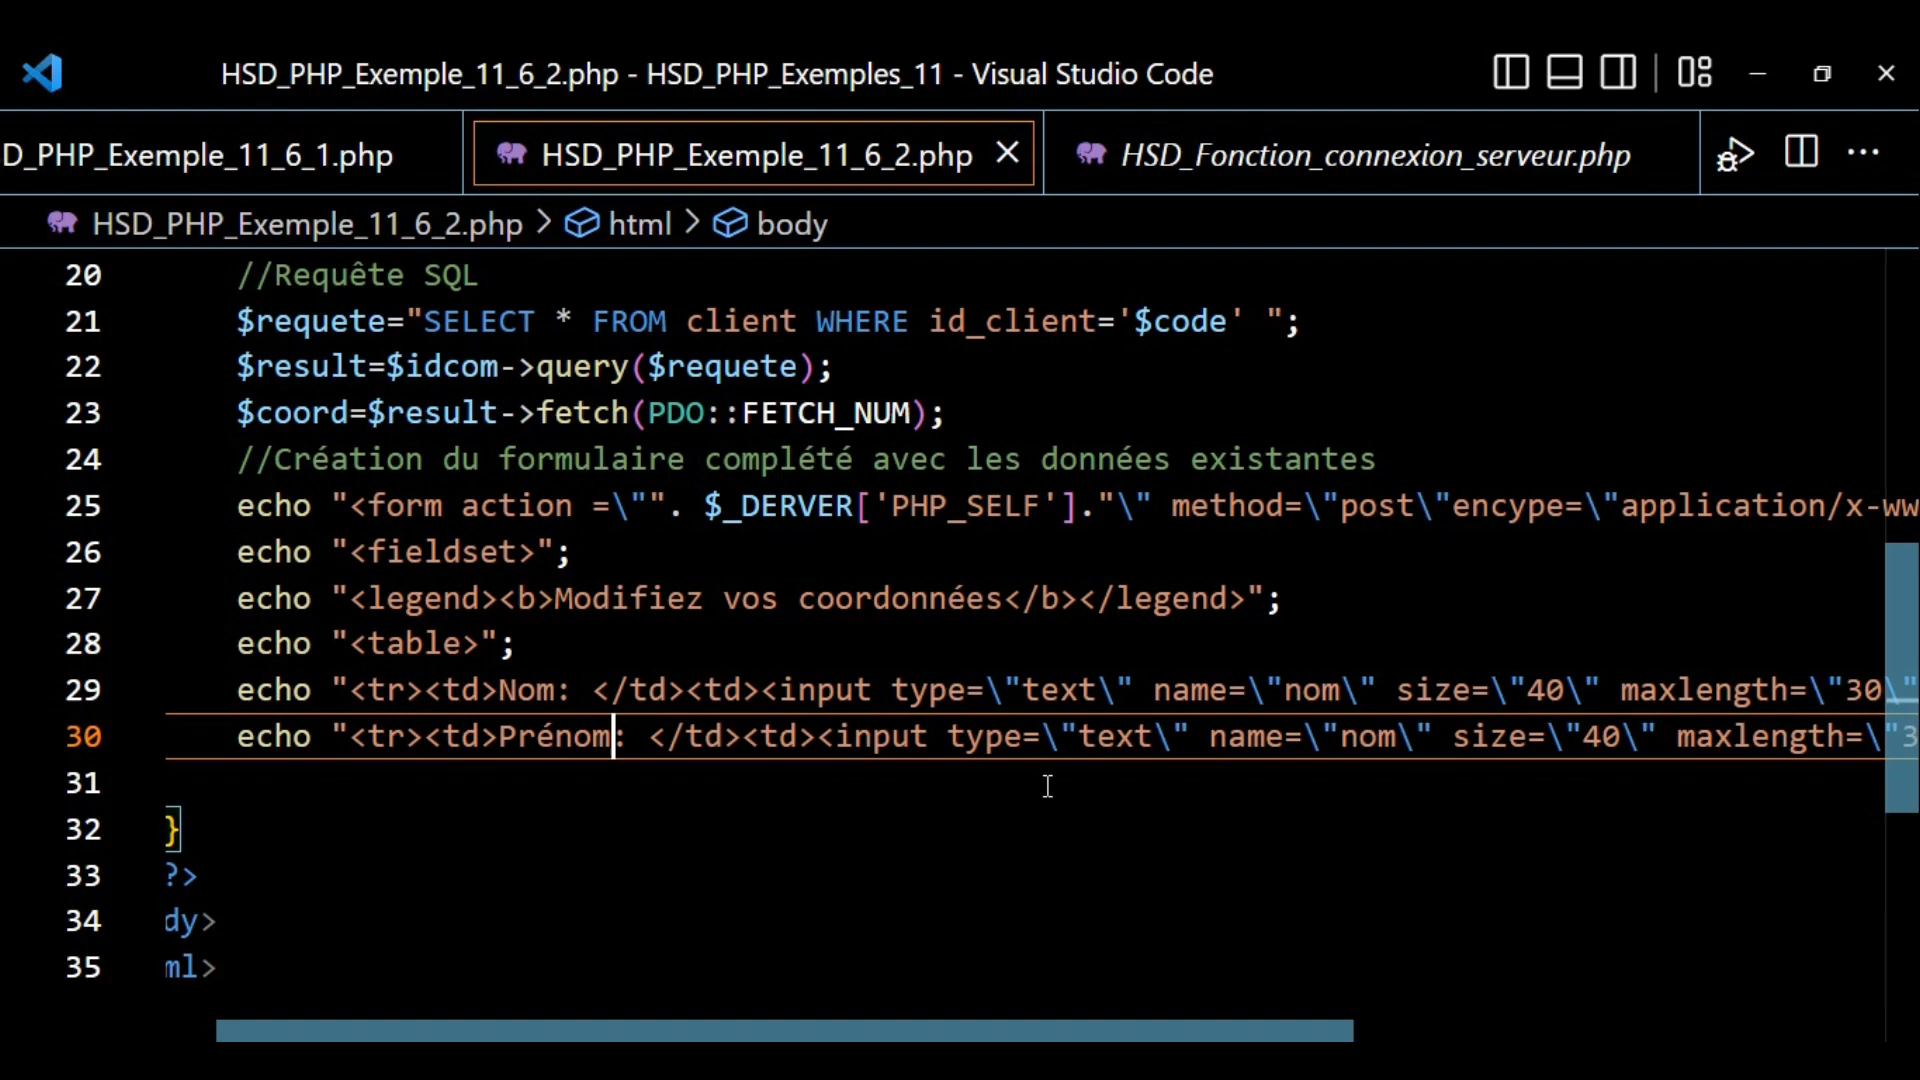 HSD_PHP_Exemple_11_6_2.php - HSD_PHP_Exemples_11 - Visual Studio Code
D_PHP_Exemple_11_6_1.php
HSD_PHP_Exemple_11_6_2.php
HSD_Fonction_connexion_serveur.php
HSD_PHP_Exemple_11_6_2.php > html > body
20 //Requête SQL
21 $requete="SELECT * FROM client WHERE id_client='$code' ";
22 $result=$idcom->query($requete);
23 $coord=$result->fetch(PDO::FETCH_NUM);
24 //Création du formulaire complété avec les données existantes
25 echo "<form action =\"". $_DERVER['PHP_SELF']."\" method=\"post\"encype=\"application/x-ww
26 echo "<fieldset>";
27 echo "<legend><b>Modifiez vos coordonnées</b></legend>";
28 echo "<table>";
29 echo "<tr><td>Nom: </td><td><input type=\"text\" name=\"nom\" size=\"40\" maxlength=\"30\"
30 echo "<tr><td>Prénom: </td><td><input type=\"text\" name=\"nom\" size=\"40\" maxlength=\"3
31
32 }
33 ?>
34 dy>
35 ml>